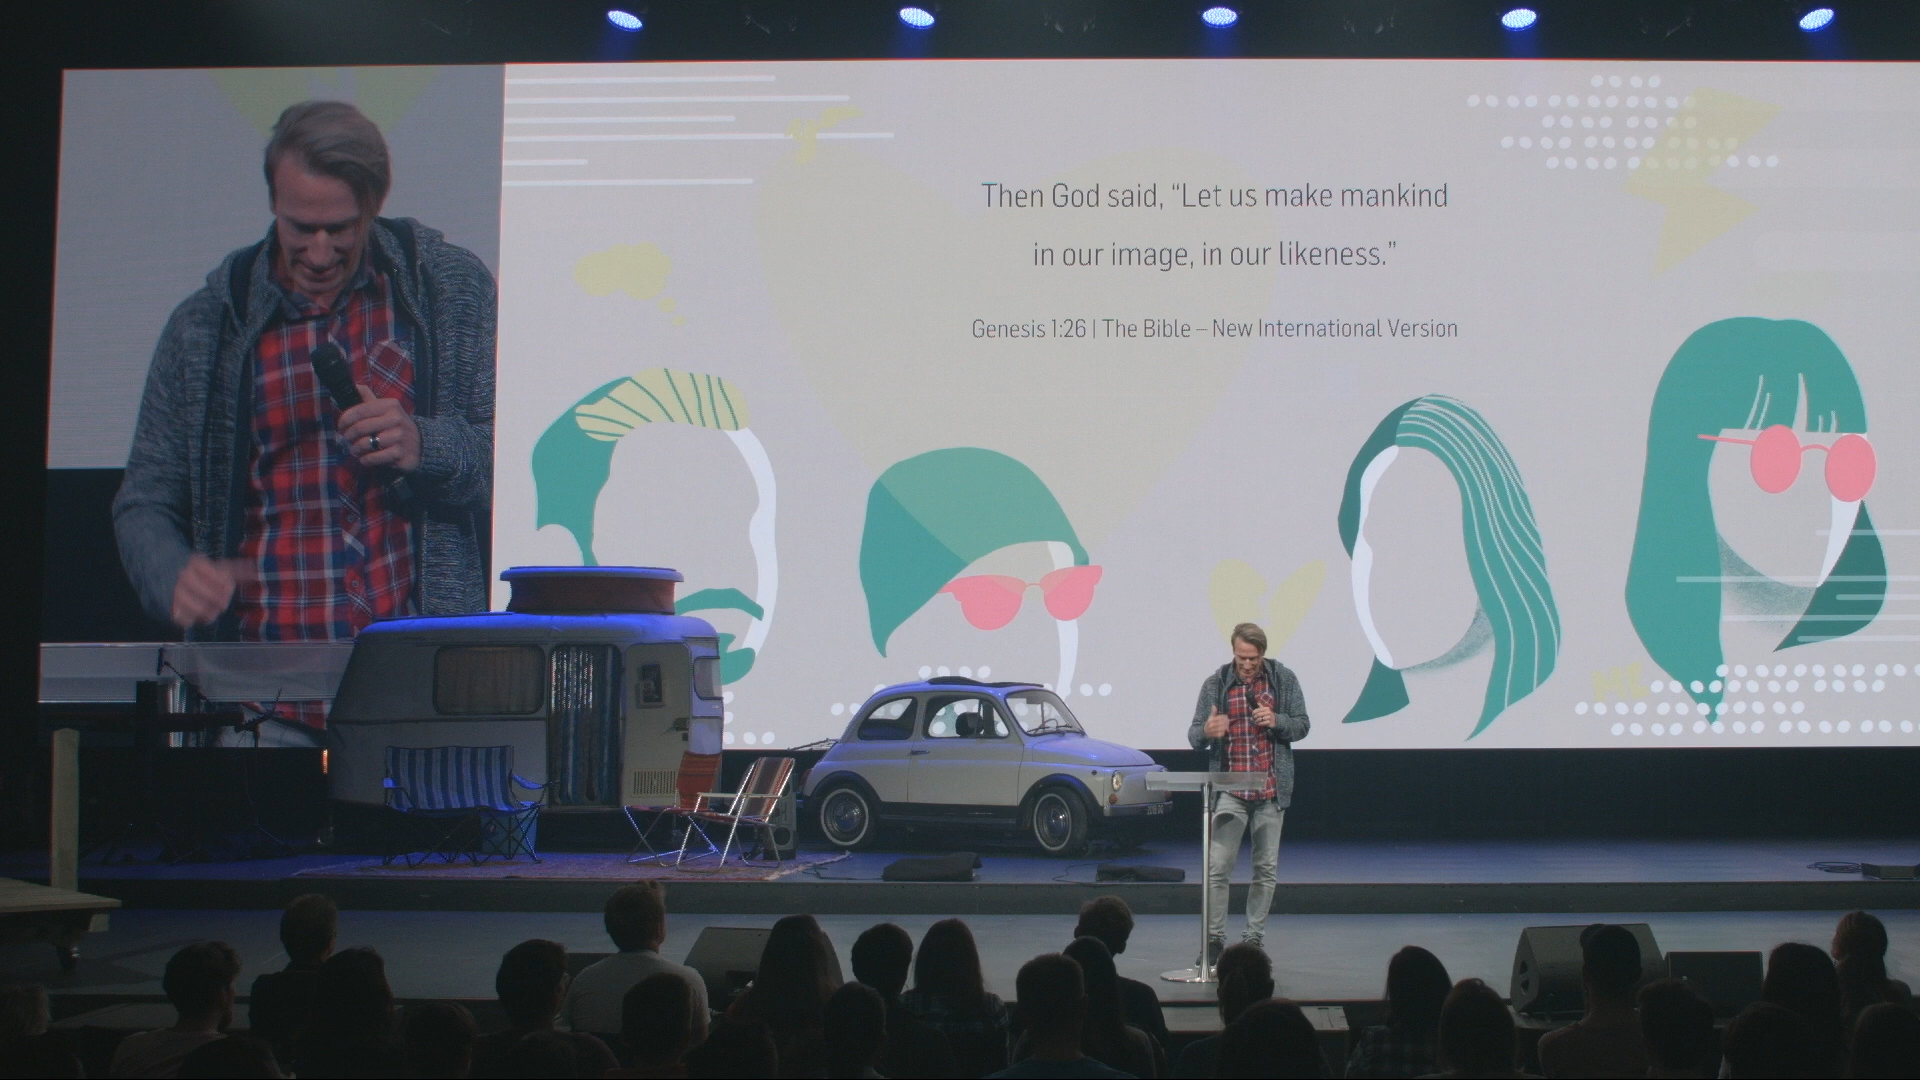 Then God said, “Let us make mankind
in our image, in our likeness.”
Genesis 1:26 | The Bible – New International Version
ME